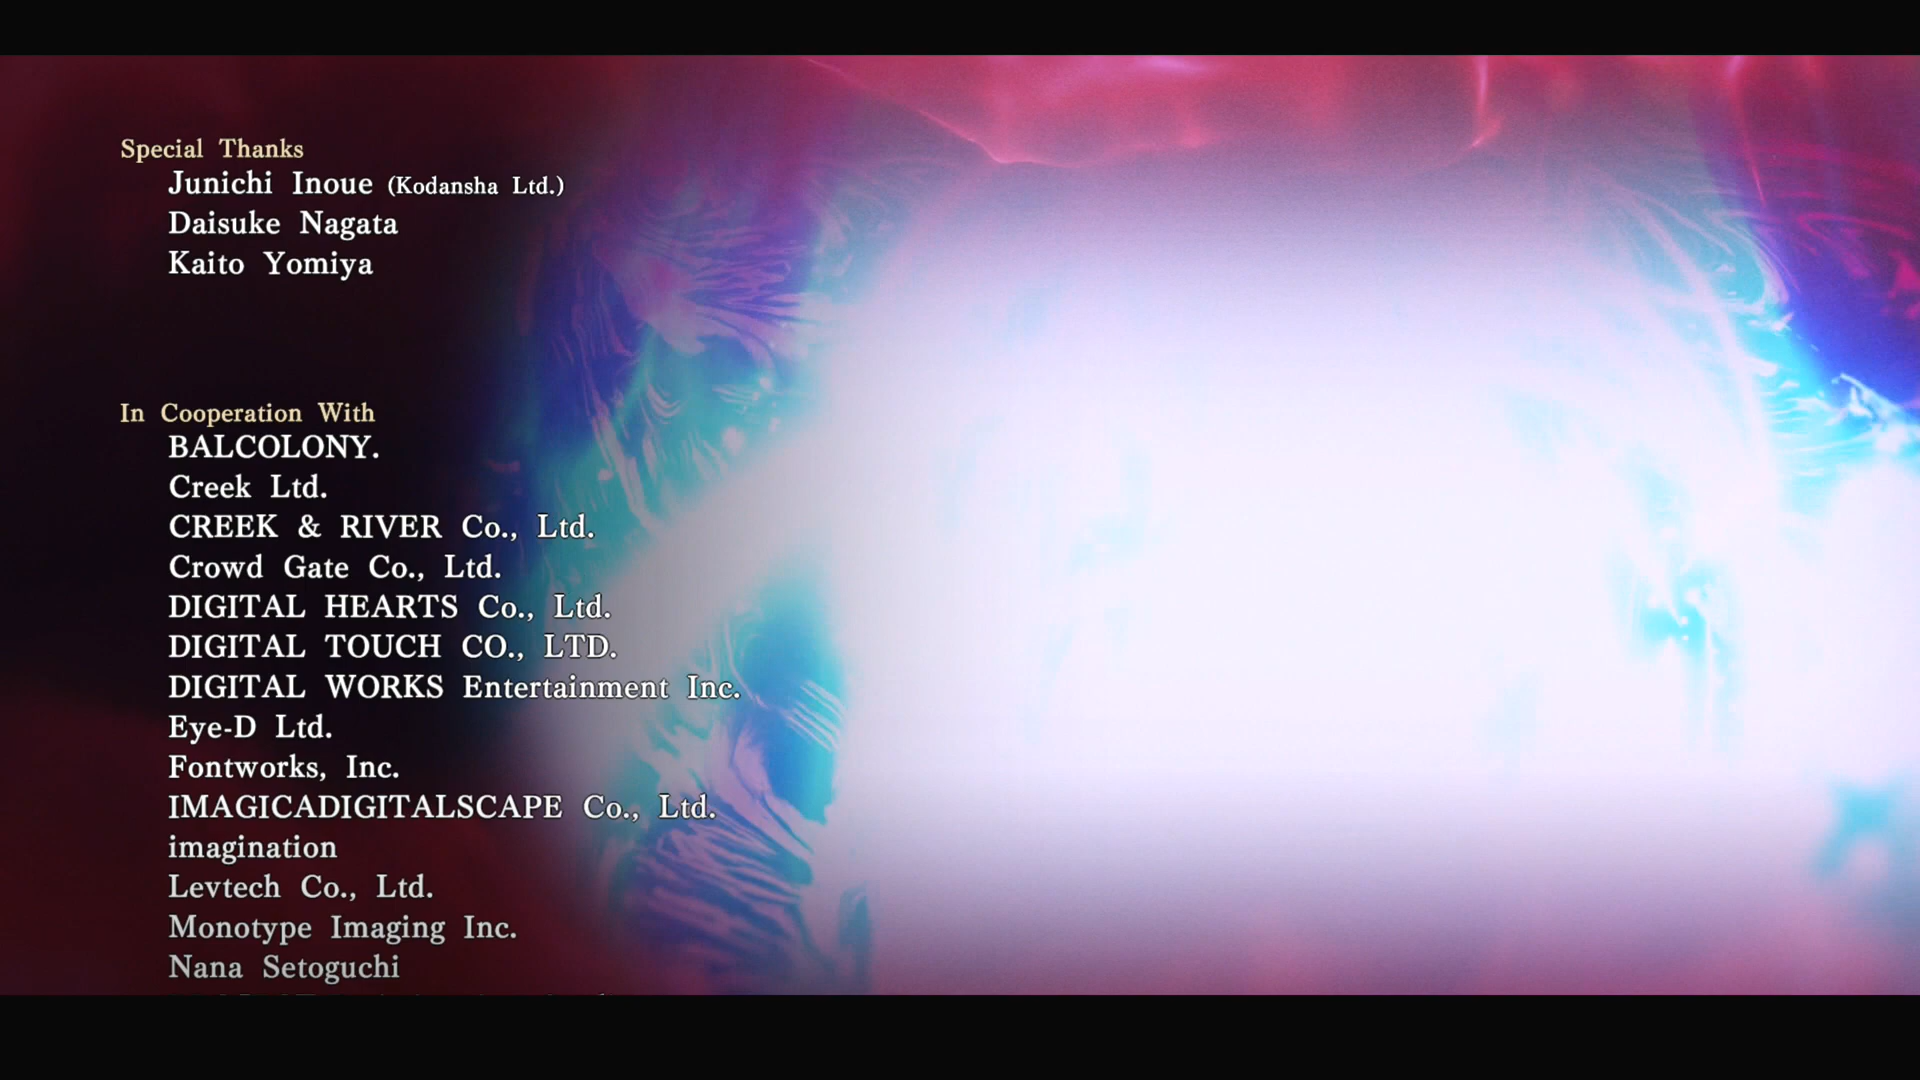 Special Thanks
Junichi Inoue (Kodansha Ltd.)
Daisuke Nagata
Kaito Yomiya
In Cooperation With
BALCOLONY.
Creek Ltd.
CREEK & RIVER Co., Ltd.
Crowd Gate Co., Ltd.
DIGITAL HEARTS Co., Ltd.
DIGITAL TOUCH CO., LTD.
DIGITAL WORKS Entertainment Inc.
Eye-D Ltd.
Fontworks, Inc.
IMAGICADIGITALSCAPE Co., Ltd.
imagination
Levtech Co., Ltd.
Monotype Imaging Inc.
Nana Setoguchi